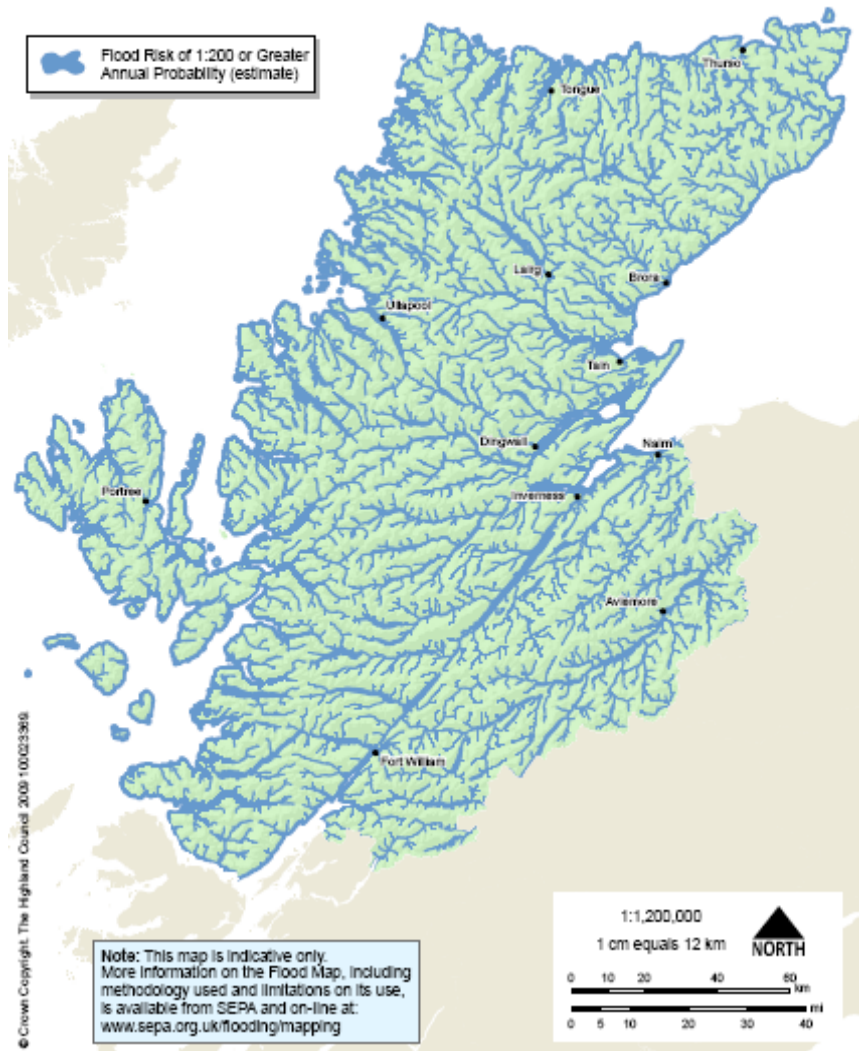 Flood Risk of 1:200 or Greater
Annual Probability (estimate)
Thurso
Tongue
Lairg
Brora
Ullapool
Tain
Dingwall
Nairn
Portree
Inverness
Aviemore
Fort William
© Crown Copyright. The Highland Council 2009 100023369.
Note: This map is indicative only.
More information on the Flood Map, including
methodology used and limitations on its use,
is available from SEPA and on-line at:
www.sepa.org.uk/flooding/mapping
1:1,200,000
1 cm equals 12 km
NORTH
0 10 20 40 60
km
mi
0 5 10 20 30 40